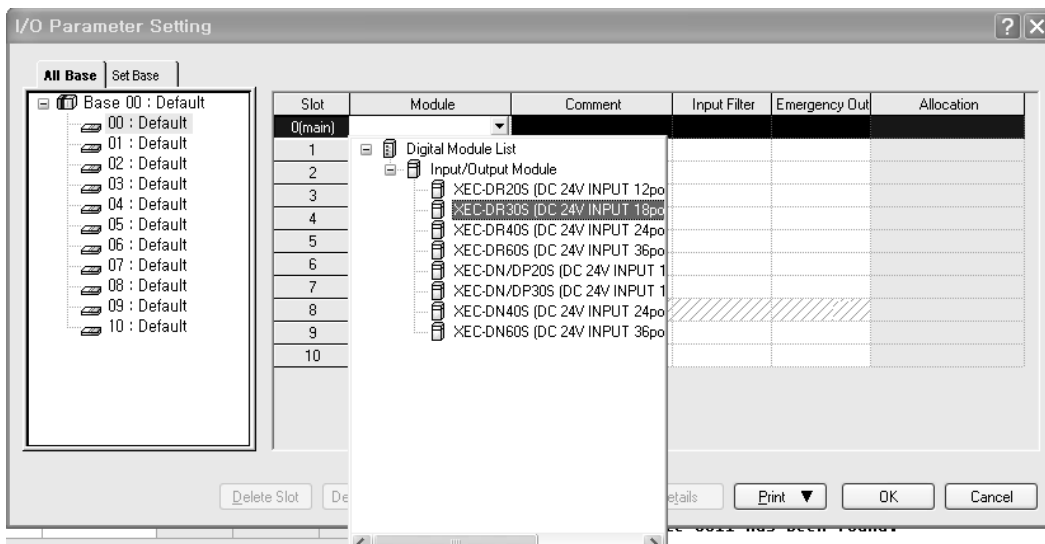 I/O Parameter Setting
All Base Set Base
Base 00 : Default
00 : Default
01 : Default
02 : Default
03 : Default
04 : Default
05 : Default
06 : Default
07 : Default
08 : Default
09 : Default
10 : Default
Slot Module Comment Input Filter Emergency Out Allocation
0(main)
1
2
3
4
5
6
7
8
9
10
Digital Module List
Input/Output Module
XEC-DR20S (DC 24V INPUT 12po
XEC-DR30S (DC 24V INPUT 18po
XEC-DR40S (DC 24V INPUT 24po
XEC-DR60S (DC 24V INPUT 36po
XEC-DN/DP20S (DC 24V INPUT 1
XEC-DN/DP30S (DC 24V INPUT 1
XEC-DN40S (DC 24V INPUT 24po
XEC-DN60S (DC 24V INPUT 36po
Delete Slot De etails Print ▼ OK Cancel
has been found.